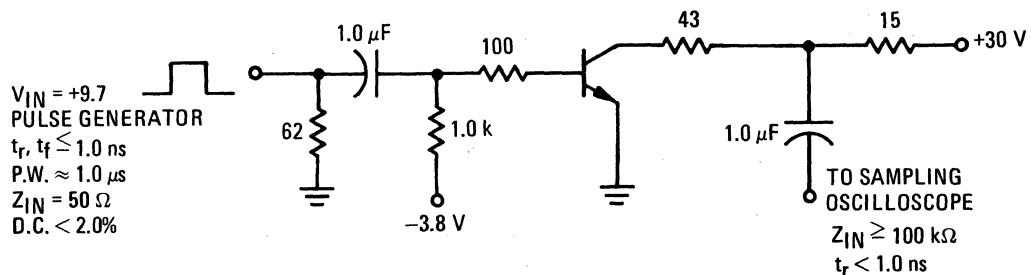 43
15
1.0 μF
100
+30 V
V_IN = +9.7
PULSE GENERATOR
t_r, t_f ≤ 1.0 ns
P.W. ≈ 1.0 μs
Z_IN = 50 Ω
D.C. < 2.0%
62
1.0 k
−3.8 V
1.0 μF
TO SAMPLING
OSCILLOSCOPE
Z_IN ≥ 100 kΩ
t_r < 1.0 ns